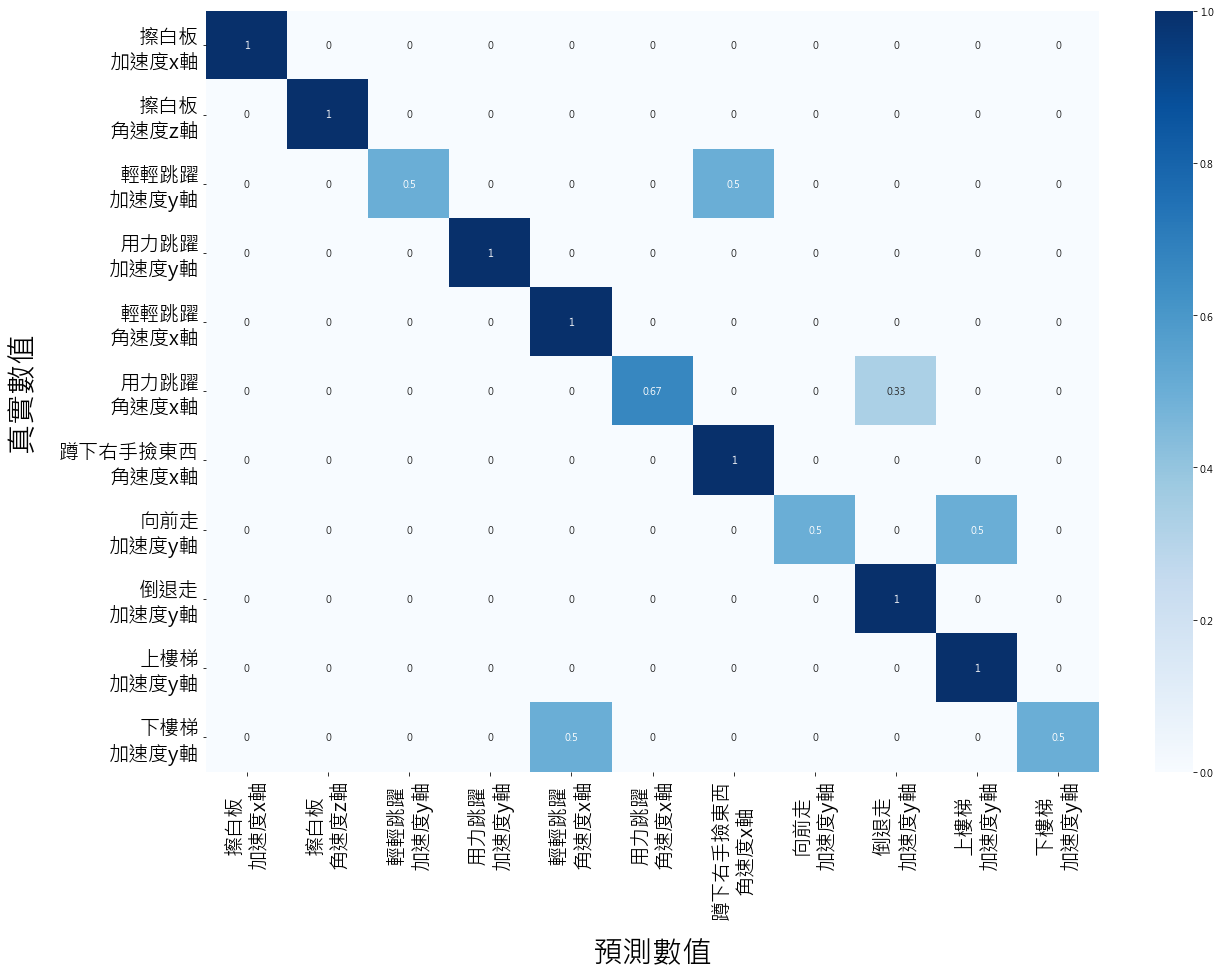 擦白板
加速度x軸
1 0 0 0 0 0 0 0 0 0 0
擦白板
角速度z軸
0 1 0 0 0 0 0 0 0 0 0
輕輕跳躍
加速度y軸
0 0 0.5 0 0 0 0.5 0 0 0 0
用力跳躍
加速度y軸
0 0 0 1 0 0 0 0 0 0 0
輕輕跳躍
角速度x軸
0 0 0 0 1 0 0 0 0 0 0
用力跳躍
角速度x軸
0 0 0 0 0 0.67 0 0 0.33 0 0
蹲下右手撿東西
角速度x軸
0 0 0 0 0 0 1 0 0 0 0
向前走
加速度y軸
0 0 0 0 0 0 0 0.5 0 0.5 0
倒退走
加速度y軸
0 0 0 0 0 0 0 0 1 0 0
上樓梯
加速度y軸
0 0 0 0 0 0 0 0 0 1 0
下樓梯
加速度y軸
0 0 0 0 0.5 0 0 0 0 0 0.5
真實數值
擦白板
加速度x軸
擦白板
角速度z軸
輕輕跳躍
加速度y軸
用力跳躍
加速度y軸
輕輕跳躍
角速度x軸
用力跳躍
角速度x軸
蹲下右手撿東西
角速度x軸
向前走
加速度y軸
倒退走
加速度y軸
上樓梯
加速度y軸
下樓梯
加速度y軸
預測數值
1.0
0.8
0.6
0.4
0.2
0.0